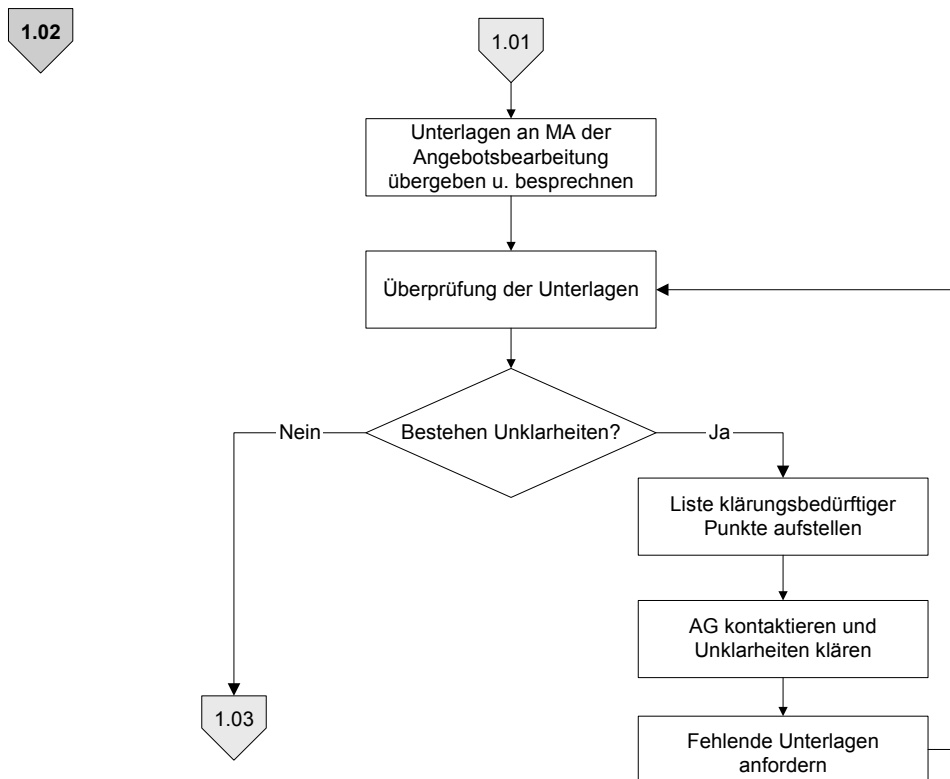 1.02
1.01
Unterlagen an MA der
Angebotsbearbeitung
übergeben u. besprechnen
Überprüfung der Unterlagen
Nein
Bestehen Unklarheiten?
Ja
Liste klärungsbedürftiger
Punkte aufstellen
AG kontaktieren und
Unklarheiten klären
1.03
Fehlende Unterlagen
anfordern